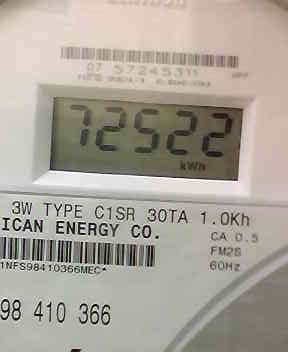 07 57245311
72522
kWh
3W TYPE C1SR 30TA 1.0Kh
ICAN ENERGY CO.
CA 0.5
FM2S
60Hz
1NFS98410366MEC*
98 410 366